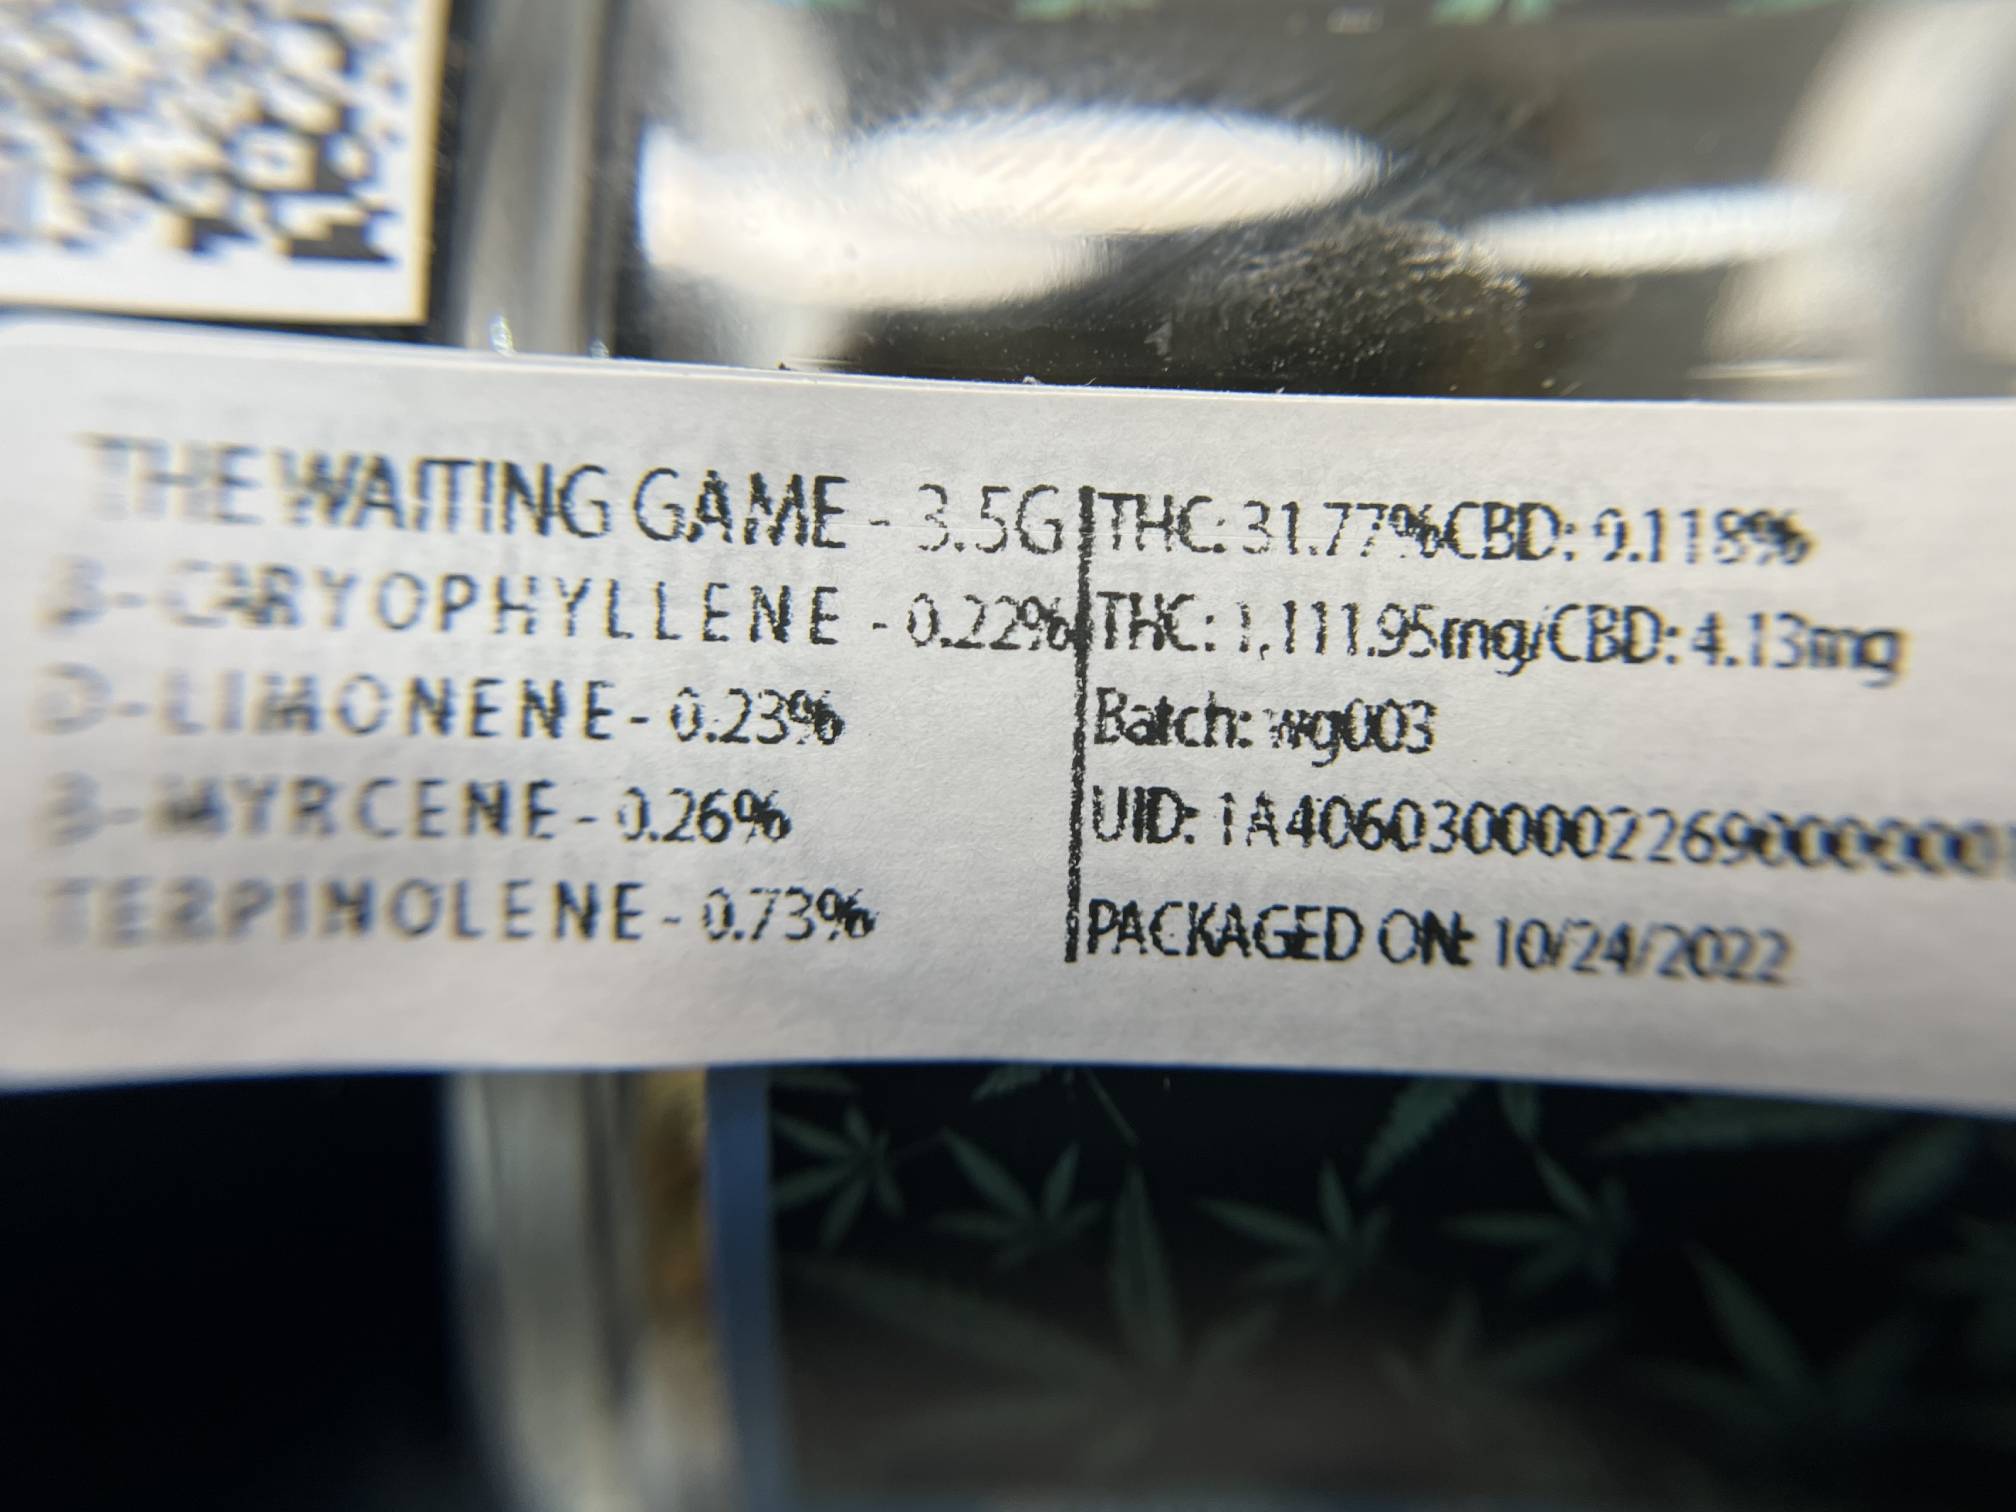 THE WAITING GAME - 3.5G
B-CARYOPHYLLENE - 0.22%
D-LIMONENE- 0.23%
B-MYRCENE- 0.26%
TERPINOLENE- 0.73%
THC: 31.77%CBD: 0.118%
THC: 1,111.95mg/CBD: 4.13mg
Batch: wg003
UID:
PACKAGED ON: 10/24/2022